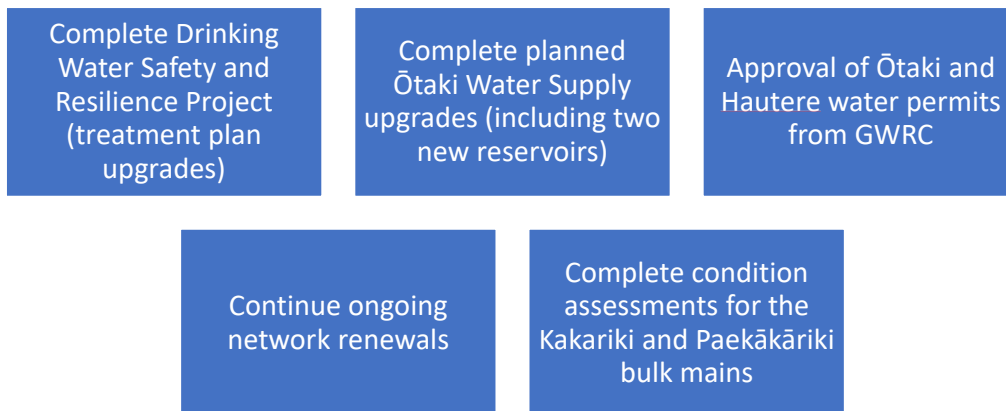 Complete Drinking
Water Safety and
Resilience Project
(treatment plan
upgrades)
Complete planned
Ōtaki Water Supply
upgrades (including two
new reservoirs)
Approval of Ōtaki and
Hautere water permits
from GWRC
Continue ongoing
network renewals
Complete condition
assessments for the
Kakariki and Paekākāriki
bulk mains